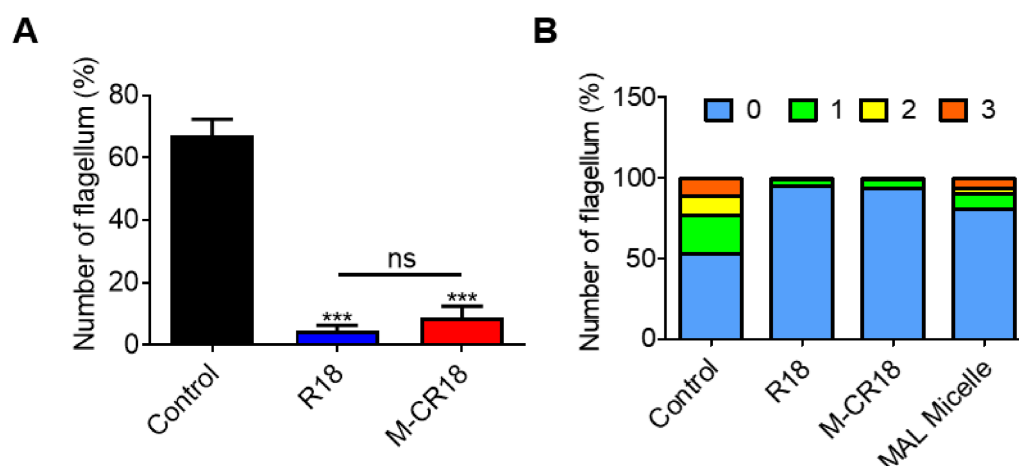 A
Number of flagellum (%)
80
60
40
20
0
ns
***
***
Control
R18
M-CR18
B
Number of flagellum (%)
150
100
50
0
0 1 2 3
Control
R18
M-CR18
MAL Micelle